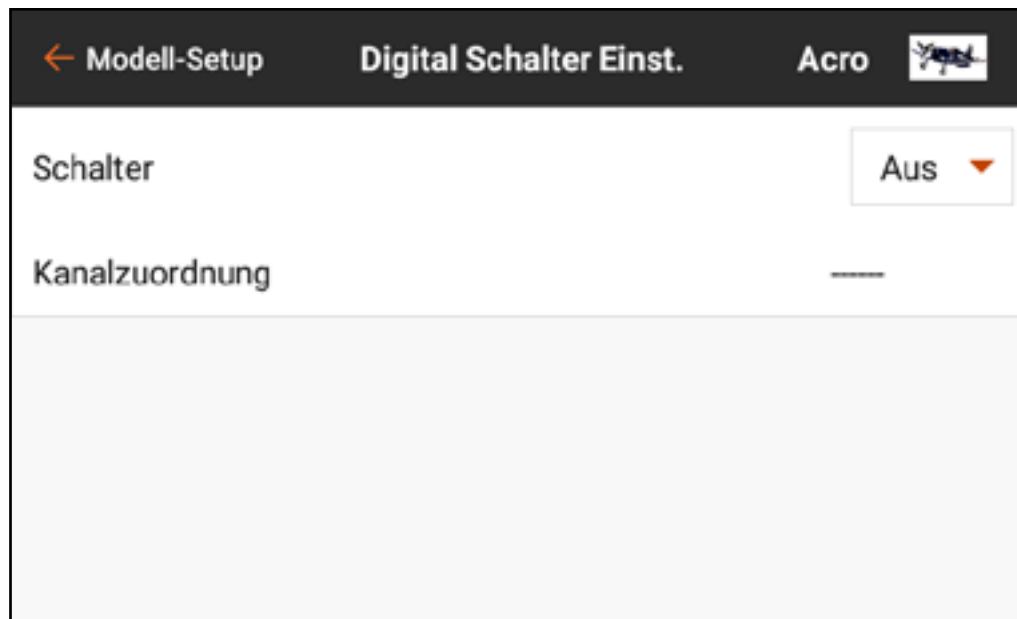 ← Modell-Setup Digital Schalter Einst. Acro
Schalter Aus
Kanalzuordnung ------